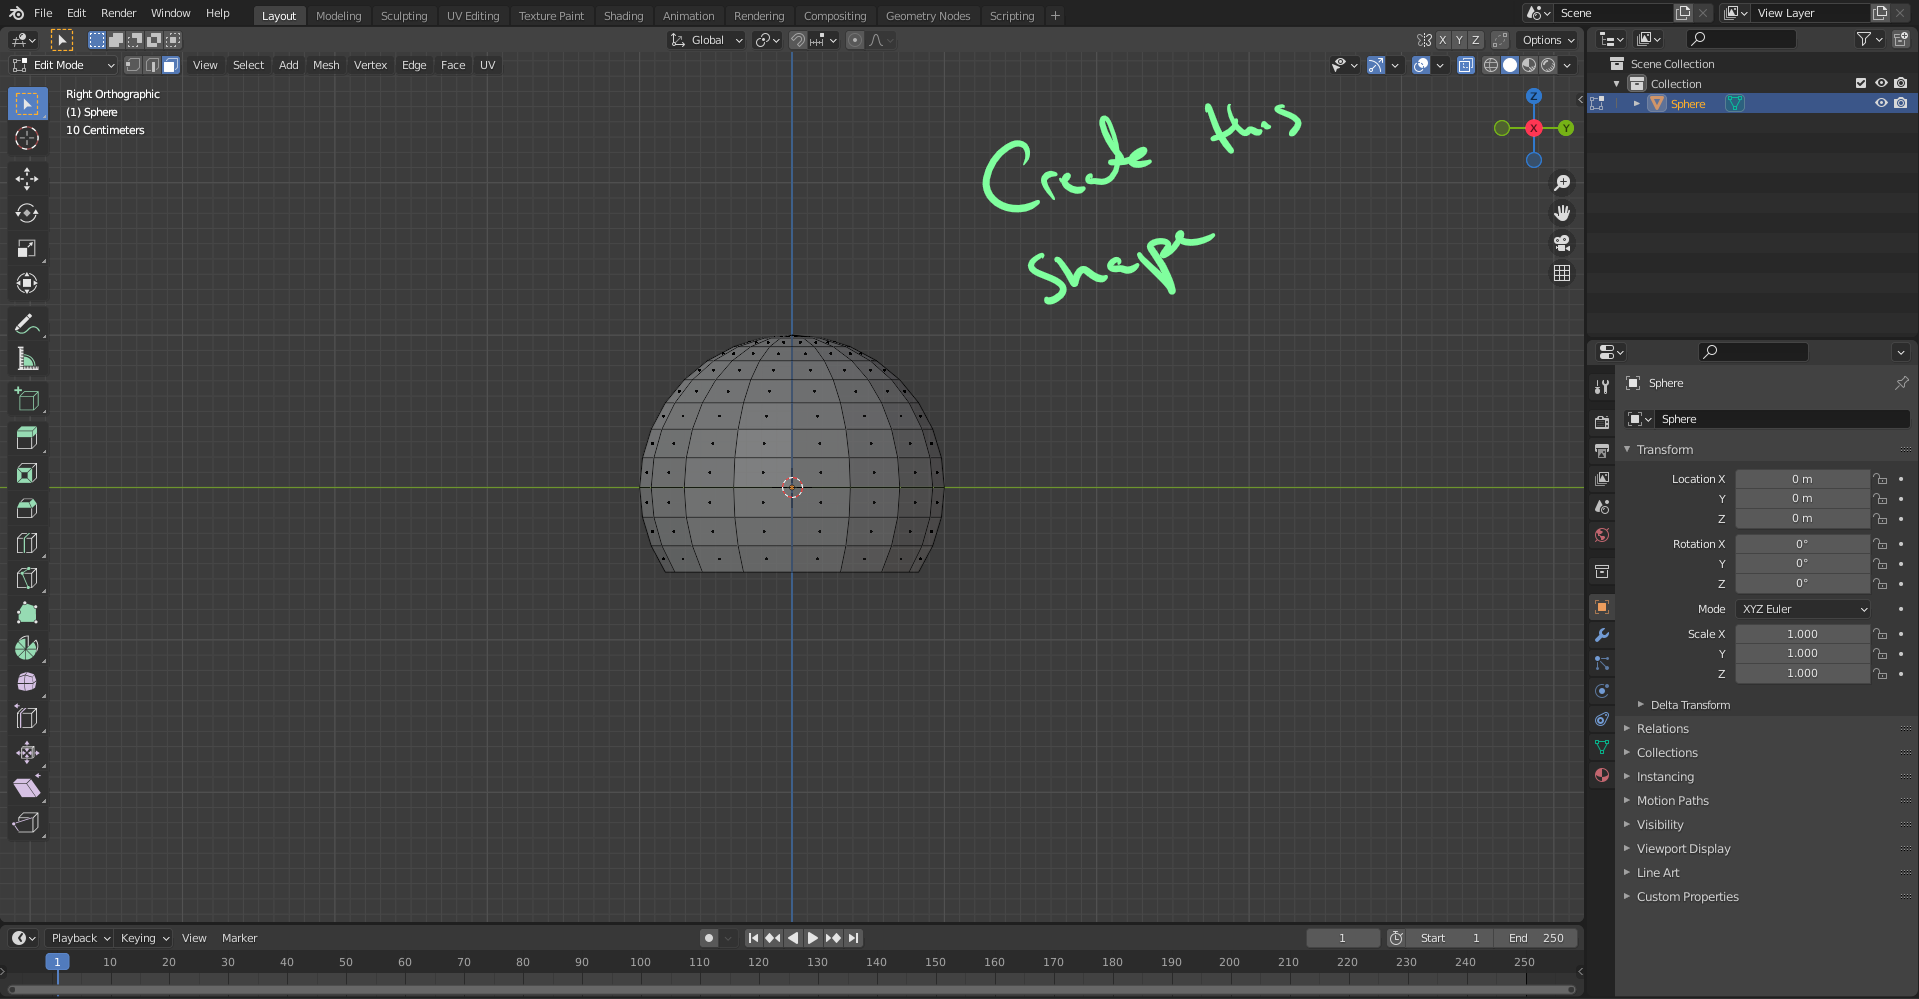 File Edit Render Window Help Layout Modeling Sculpting UV Editing Texture Paint Shading Animation Rendering Compositing Geometry Nodes Scripting + Scene View Layer
Global X Y Z Options
Edit Mode View Select Add Mesh Vertex Edge Face UV
Right Orthographic
(1) Sphere
10 Centimeters
Create this
shape
Z
X
Y
Scene Collection
Collection
Sphere
Sphere
Sphere
Transform
Location X 0 m
Y 0 m
Z 0 m
Rotation X 0°
Y 0°
Z 0°
Mode XYZ Euler
Scale X 1.000
Y 1.000
Z 1.000
Delta Transform
Relations
Collections
Instancing
Motion Paths
Visibility
Viewport Display
Line Art
Custom Properties
Playback Keying View Marker 1 Start 1 End 250
1 10 20 30 40 50 60 70 80 90 100 110 120 130 140 150 160 170 180 190 200 210 220 230 240 250